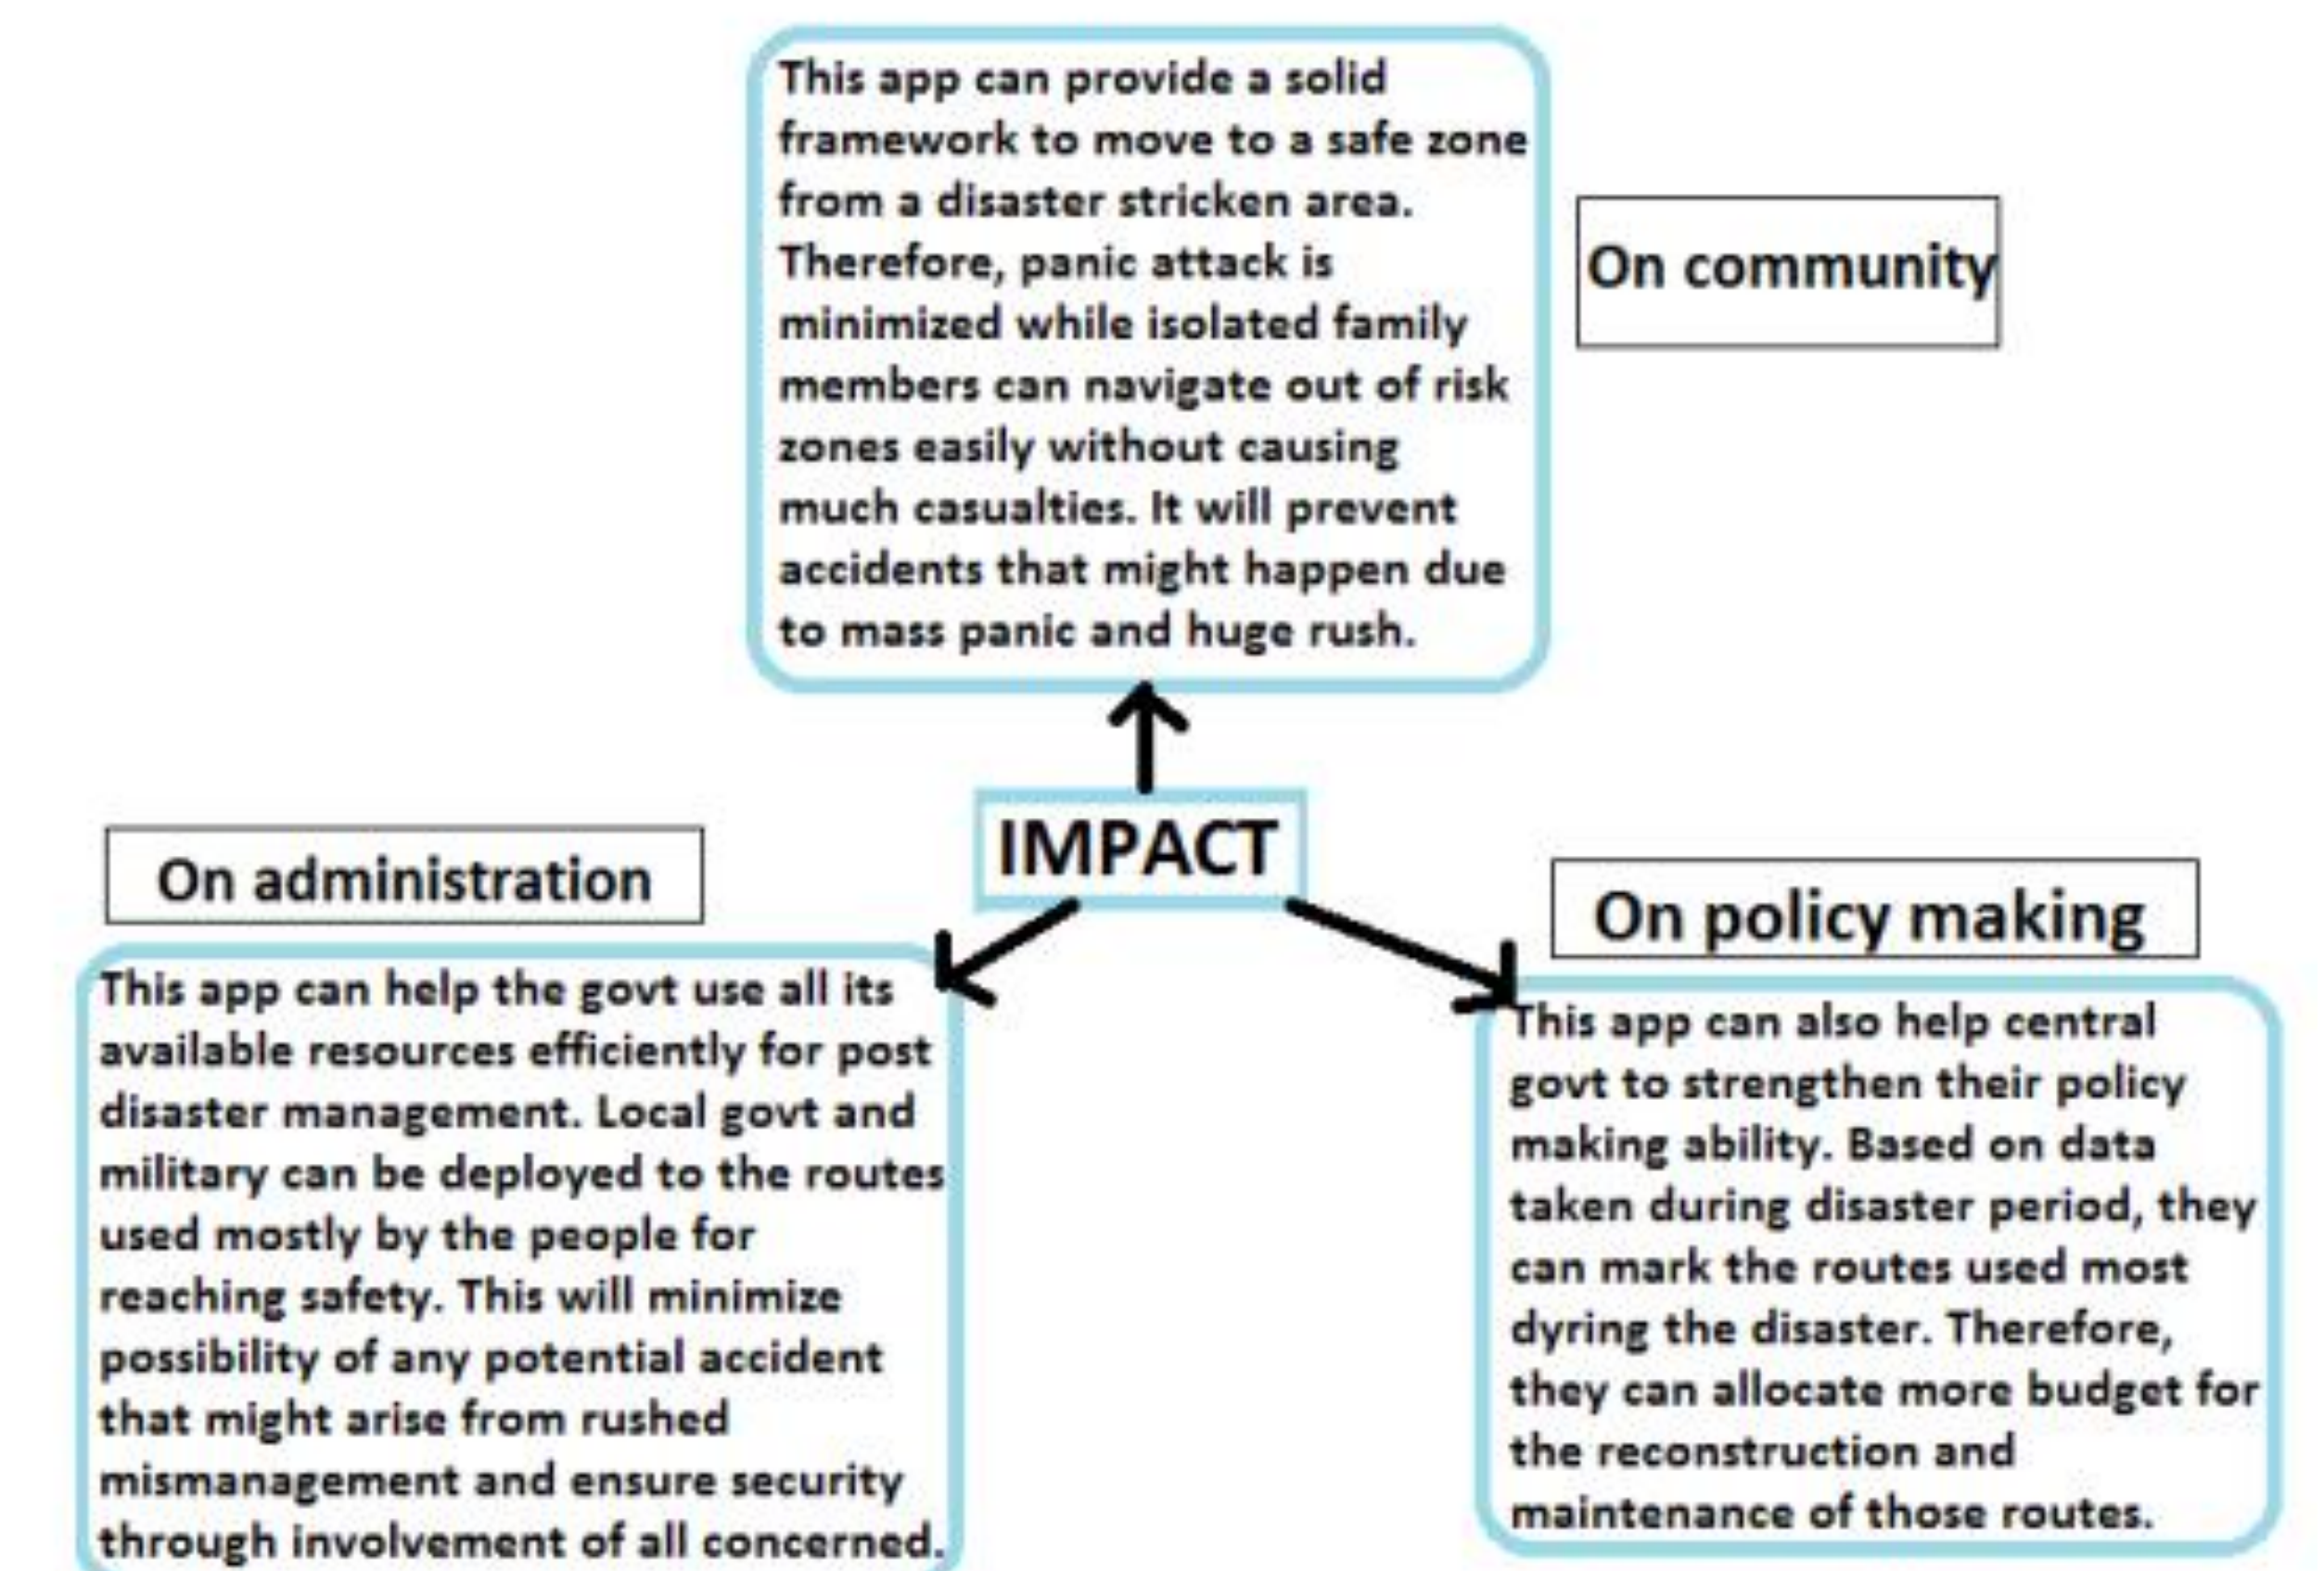 This app can provide a solid
framework to move to a safe zone
from a disaster stricken area.
Therefore, panic attack is
minimized while isolated family
members can navigate out of risk
zones easily without causing
much casualties. It will prevent
accidents that might happen due
to mass panic and huge rush.
On community
IMPACT
On administration
This app can help the govt use all its
available resources efficiently for post
disaster management. Local govt and
military can be deployed to the routes
used mostly by the people for
reaching safety. This will minimize
possibility of any potential accident
that might arise from rushed
mismanagement and ensure security
through involvement of all concerned.
On policy making
This app can also help central
govt to strengthen their policy
making ability. Based on data
taken during disaster period, they
can mark the routes used most
dyring the disaster. Therefore,
they can allocate more budget for
the reconstruction and
maintenance of those routes.